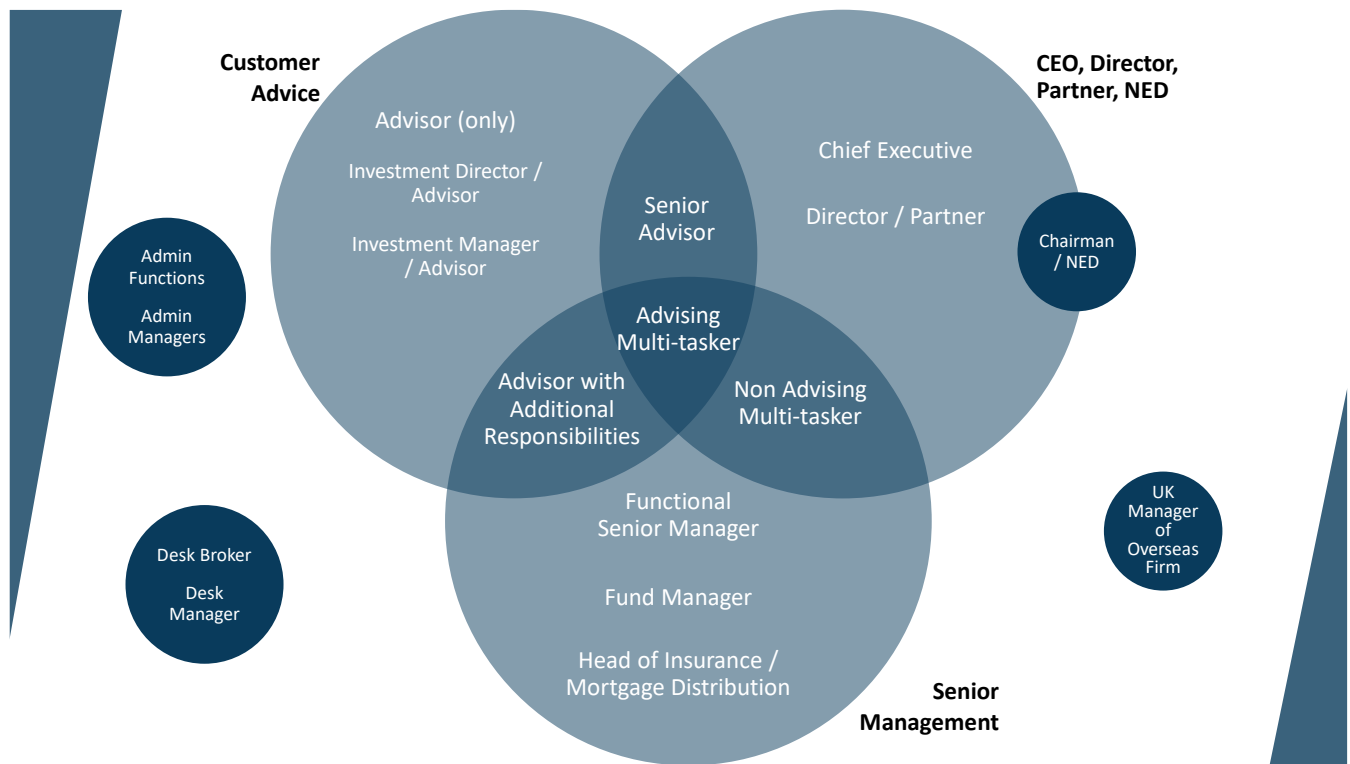 Customer
Advice
CEO, Director,
Partner, NED
Advisor (only)
Investment Director /
Advisor
Investment Manager
/ Advisor
Senior
Advisor
Chief Executive
Director / Partner
Chairman
/ NED
Admin
Functions
Admin
Managers
Advising
Multi-tasker
Advisor with
Additional
Responsibilities
Non Advising
Multi-tasker
Functional
Senior Manager
Fund Manager
Head of Insurance /
Mortgage Distribution
Desk Broker
Desk
Manager
UK
Manager
of
Overseas
Firm
Senior
Management